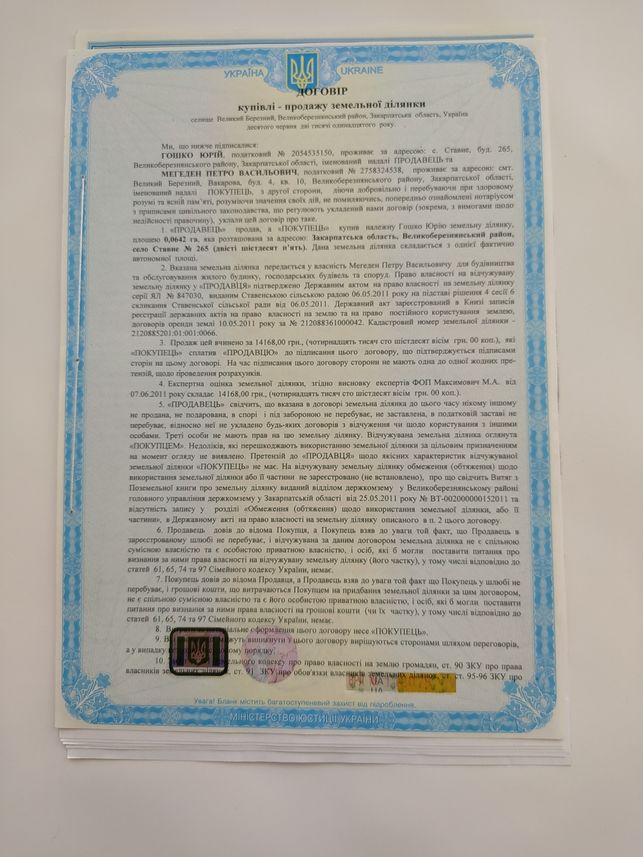 УКРАЇНА UKRAINE
ДОГОВІР
купівлі - продажу земельної ділянки
селище Великий Березний, Великоберезнянський район, Закарпатська область, Україна
десятого червня дві тисячі одинадцятого року.
Ми, що нижче підписалися:
ГОШКО ЮРІЙ, податковий № 2054535150, проживає за адресою: с. Ставне, буд. 265,
Великоберезнянського району, Закарпатської області, іменований надалі ПРОДАВЕЦЬ та
МЕГЕДЕН ПЕТРО ВАСИЛЬОВИЧ, податковий № 2758324538, проживає за адресою: смт.
Великий Березний, Вакарова, буд. 4, кв. 10, Великоберезнянського району, Закарпатської області,
іменований надалі ПОКУПЕЦЬ, з другої сторони, діючи добровільно і перебуваючи при здоровому
розумі та ясній пам'яті, розуміючи значення своїх дій, не помиляючись, попередньо ознайомлені нотаріусом
з приписами цивільного законодавства, що регулюють укладений нами договір (зокрема, з вимогами щодо
недійсності правочину), уклали цей договір про таке.
1. «ПРОДАВЕЦЬ» продав, а «ПОКУПЕЦЬ» купив належну Гошко Юрію земельну ділянку,
площею 0,0642 га, яка розташована за адресою: Закарпатська область, Великоберезнянський район,
село Ставне № 265 (двісті шістдесят п'ять). Дана земельна ділянка складається з однієї фактично
автономної площі.
2. Вказана земельна ділянка передається у власність Мегеден Петру Васильовичу для будівництва
та обслуговування жилого будинку, господарських будівель та споруд. Право власності на відчужувану
земельну ділянку у «ПРОДАВЦЯ» підтверджено Державним актом на право власності на земельну ділянку
серії ЯЛ № 847030, виданим Ставенською сільською радою 06.05.2011 року на підставі рішення 4 сесії 6
скликання Ставенської сільської ради від 06.05.2011. Державний акт зареєстрований в Книзі записів
реєстрації державних актів на право власності на землю та на право постійного користування землею,
договорів оренди землі 10.05.2011 року за № 212088361000042. Кадастровий номер земельної ділянки –
2120885201:01:001:0066.
3. Продаж цей вчинено за 14168,00 грн., (чотирнадцять тисяч сто шістдесят вісім грн. 00 коп.), які
«ПОКУПЕЦЬ» сплатив «ПРОДАВЦЮ» до підписання цього договору, що підтверджується підписами
сторін на цьому договорі. На час підписання цього договору сторони не мають одна до одної жодних пре-
тензій, щодо проведення розрахунків.
4. Експертна оцінка земельної ділянки, згідно висновку експертів ФОП Максимович М.А. від
07.06.2011 року складає 14168,00 грн., (чотирнадцять тисяч сто шістдесят вісім грн. 00 коп.).
5. «ПРОДАВЕЦЬ» свідчить, що вказана в договорі земельна ділянка до цього часу нікому іншому
не продана, не подарована, в спорі і під забороною не перебуває, не заставлена, в податковій заставі не
перебуває, відносно неї не укладено будь-яких договорів з відчуження чи щодо користування з іншими
особами. Треті особи не мають прав на цю земельну ділянку. Відчужувана земельна ділянка оглянута
«ПОКУПЦЕМ» Недоліків, які перешкоджають використанню земельної ділянки за цільовим призначенням
на момент огляду не виявлено. Претензій до «ПРОДАВЦЯ» щодо якісних характеристик відчужуваної
земельної ділянки «ПОКУПЕЦЬ» не має. На відчужувану земельну ділянку обмеження (обтяження) щодо
використання земельної ділянки або її частини не зареєстровано (не встановлено), про що свідчить Витяг з
Поземельної книги про земельну ділянку виданий відділом держкомзему у Великоберезнянському районі
головного управління держкомзему у Закарпатській області від 25.05.2011 року № ВТ-002000000152011 та
відсутність запису у розділі «Обмеження (обтяження) щодо використання земельної ділянки, або її
частини», в Державному акті на право власності на земельну ділянку описаного в п. 2 цього договору.
6. Продавець довів до відома Покупця, а Покупець взяв до уваги той факт, що Продавець в
зареєстрованому шлюбі не перебуває, і відчужувана за даним договором земельна ділянка не є спільною
сумісною власністю та є особистою приватною власністю, і осіб, які б могли поставити питання про
визнання за ними права власності на відчужувану земельну ділянку (його частку), у тому числі відповідно до
статей 61, 65, 74 та 97 Сімейного кодексу України, немає.
7. Покупець довів до відома Продавця, а Продавець взяв до уваги той факт що Покупець у шлюбі не
перебуває, і грошові кошти, що витрачаються Покупцем на придбання земельної ділянки за цим договором,
не є спільною сумісною власністю та є його особистою приватною власністю, і осіб, які б могли поставити
питання про визнання за ними права власності на грошові кошти (чи їх частку), у тому числі відповідно до
статей 61, 65, 74 та 97 Сімейного кодексу України, немає.
8. оформлення цього договору несе «ПОКУПЕЦЬ».
9. виникнути У цього договору вирішуються сторонами шляхом переговорів,
а у випадку порядку.
10. кодексу про право власності на землю громадян, ст. 90 ЗКУ про права
власників ділянок, ст. 91 ЗКУ про обов'язки власників земельних ділянок, ст. ст. 95-96 ЗКУ про
UA
Увага! Бланк містить багатоступеневий захист від підроблення.
МІНІСТЕРСТВО ЮСТИЦІЇ УКРАЇНИ